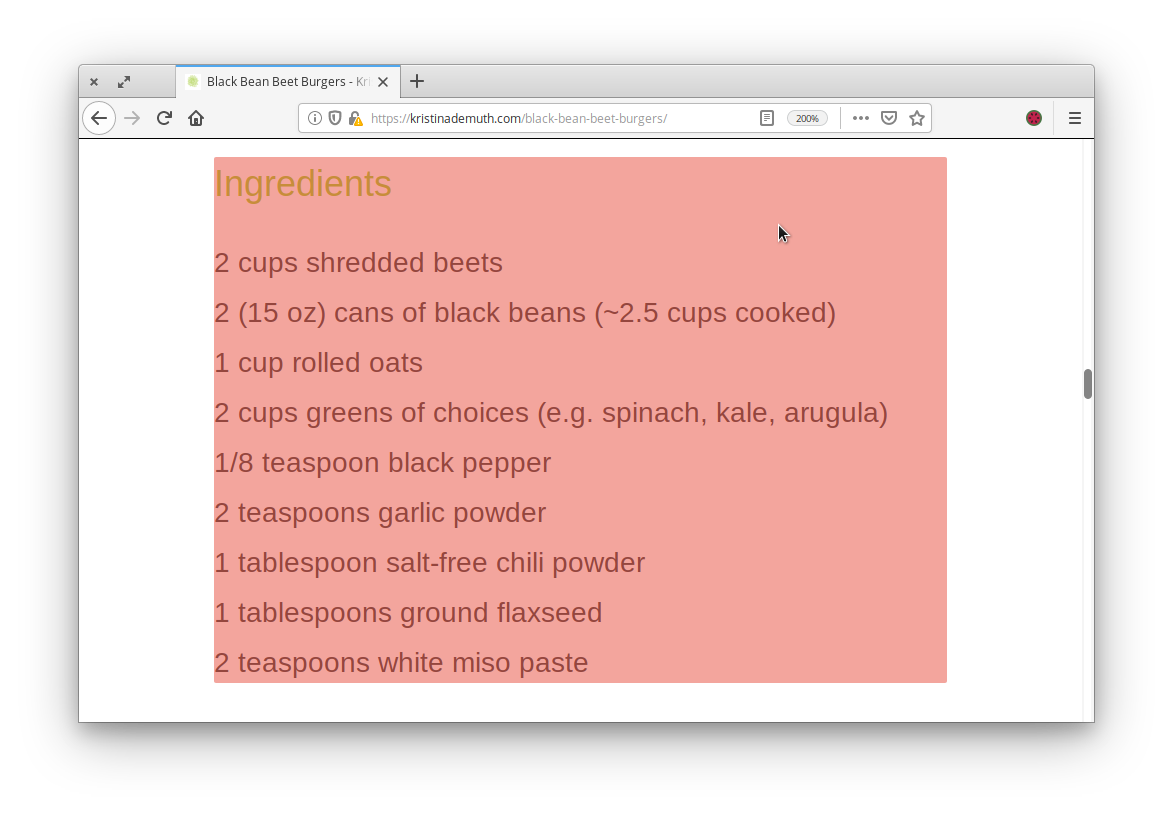 Black Bean Beet Burgers - Kri
https://kristinademuth.com/black-bean-beet-burgers/
200%
Ingredients
2 cups shredded beets
2 (15 oz) cans of black beans (~2.5 cups cooked)
1 cup rolled oats
2 cups greens of choices (e.g. spinach, kale, arugula)
1/8 teaspoon black pepper
2 teaspoons garlic powder
1 tablespoon salt-free chili powder
1 tablespoons ground flaxseed
2 teaspoons white miso paste